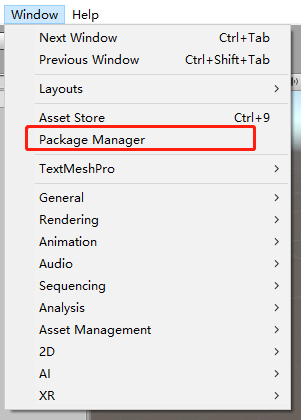 Window Help
Next Window Ctrl+Tab
Previous Window Ctrl+Shift+Tab
Layouts
Asset Store Ctrl+9
Package Manager
TextMeshPro
General
Rendering
Animation
Audio
Sequencing
Analysis
Asset Management
2D
AI
XR